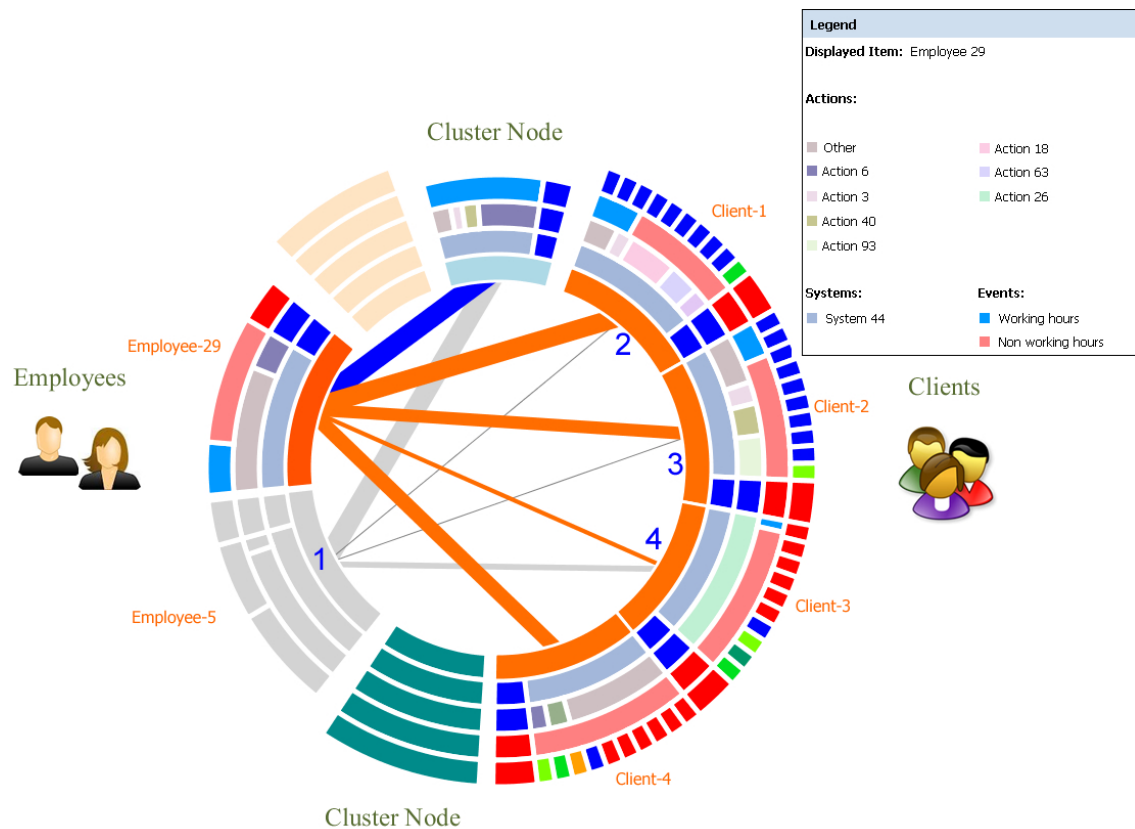 Legend
Displayed Item: Employee 29
Actions:
Other
Action 18
Action 6
Action 63
Action 3
Action 26
Action 40
Action 93
Systems:
Events:
System 44
Working hours
Non working hours
Cluster Node
Client-1
2
Employee-29
Employees
Client-2
Clients
3
4
1
Client-3
Employee-5
Client-4
Cluster Node